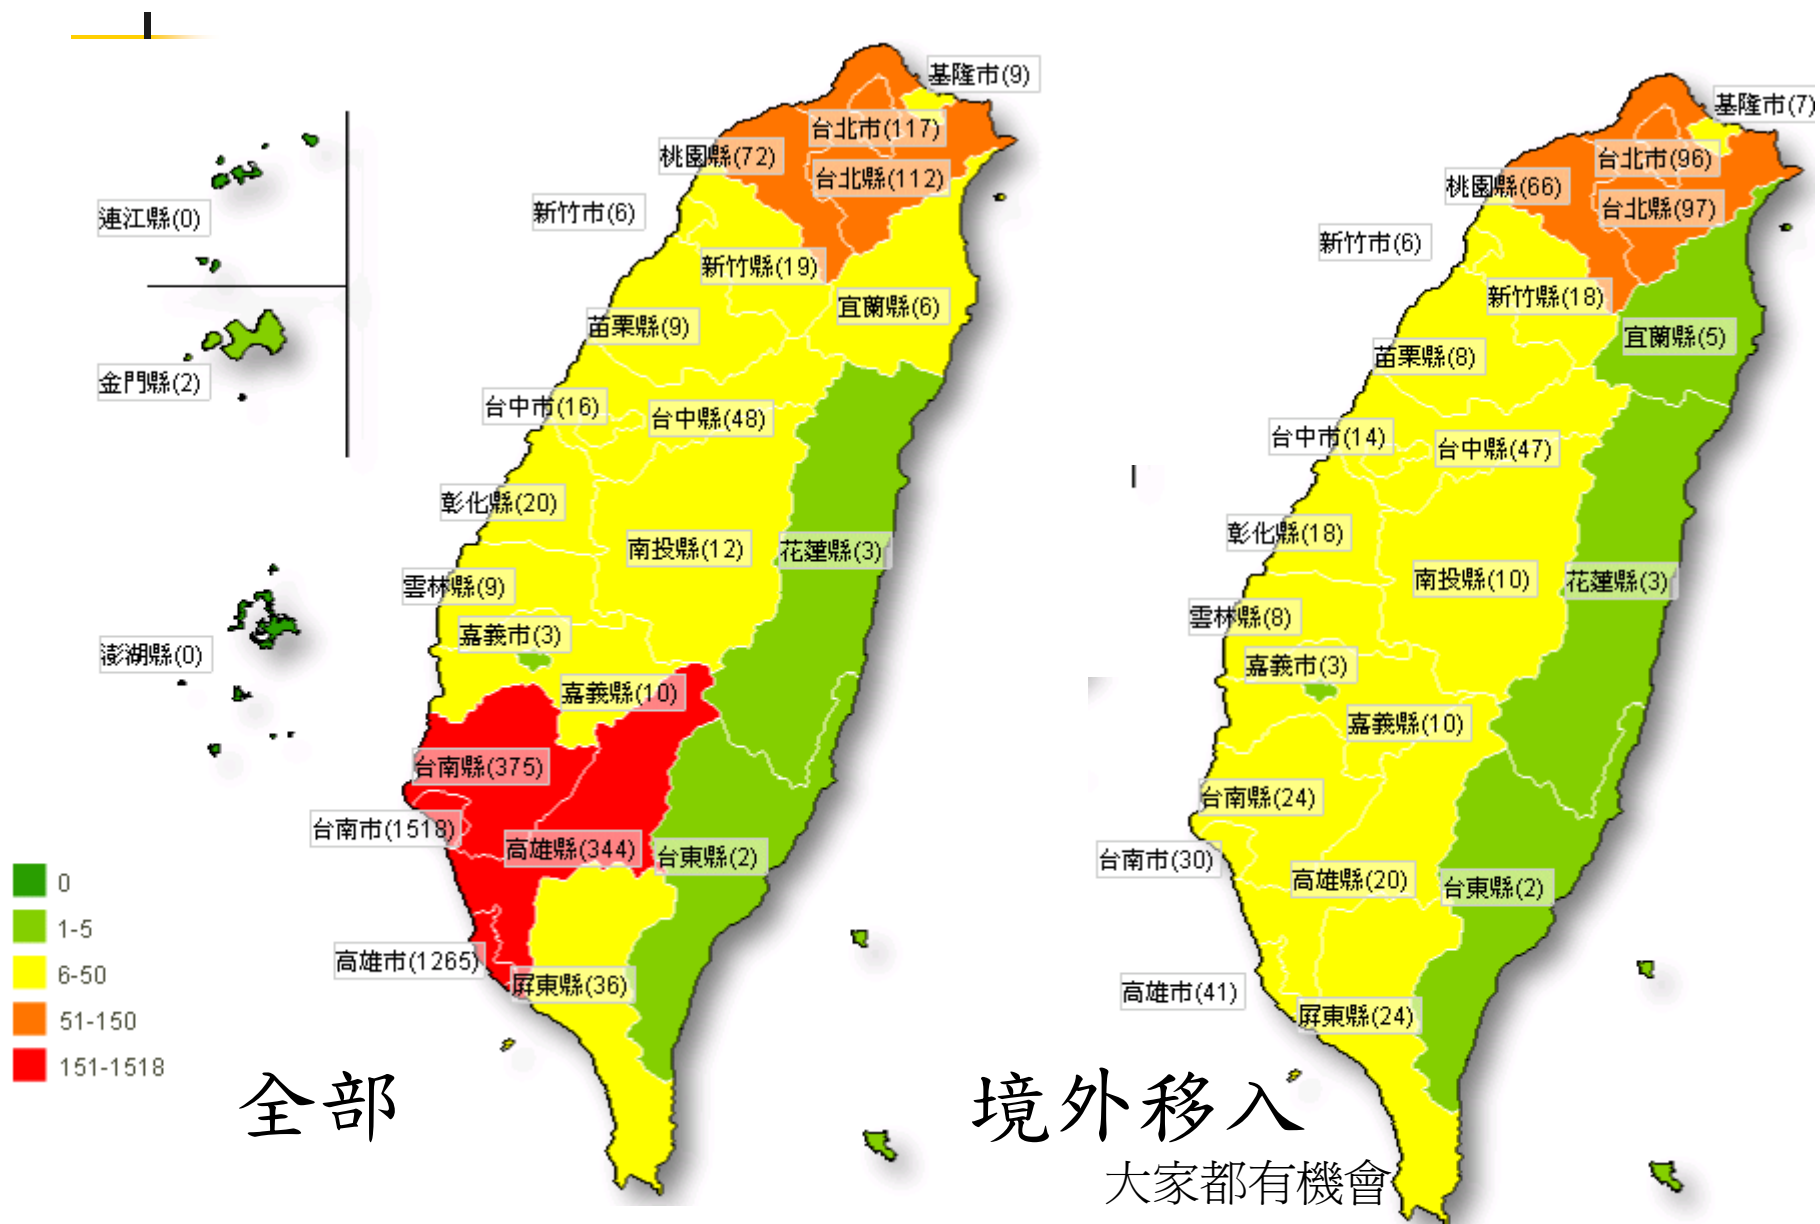 連江縣(0)
金門縣(2)
澎湖縣(0)
基隆市(9)
台北市(117)
桃園縣(72)
台北縣(112)
新竹市(6)
新竹縣(19)
宜蘭縣(6)
苗栗縣(9)
台中市(16)
台中縣(48)
彰化縣(20)
南投縣(12)
花蓮縣(3)
雲林縣(9)
嘉義市(3)
嘉義縣(10)
台南縣(375)
台南市(1518)
高雄縣(344)
台東縣(2)
高雄市(1265)
屏東縣(36)
0
1-5
6-50
51-150
151-1518
全部
基隆市(7)
台北市(96)
桃園縣(66)
台北縣(97)
新竹市(6)
新竹縣(18)
宜蘭縣(5)
苗栗縣(8)
台中市(14)
台中縣(47)
彰化縣(18)
南投縣(10)
花蓮縣(3)
雲林縣(8)
嘉義市(3)
嘉義縣(10)
台南縣(24)
台南市(30)
高雄縣(20)
台東縣(2)
高雄市(41)
屏東縣(24)
境外移入
大家都有機會